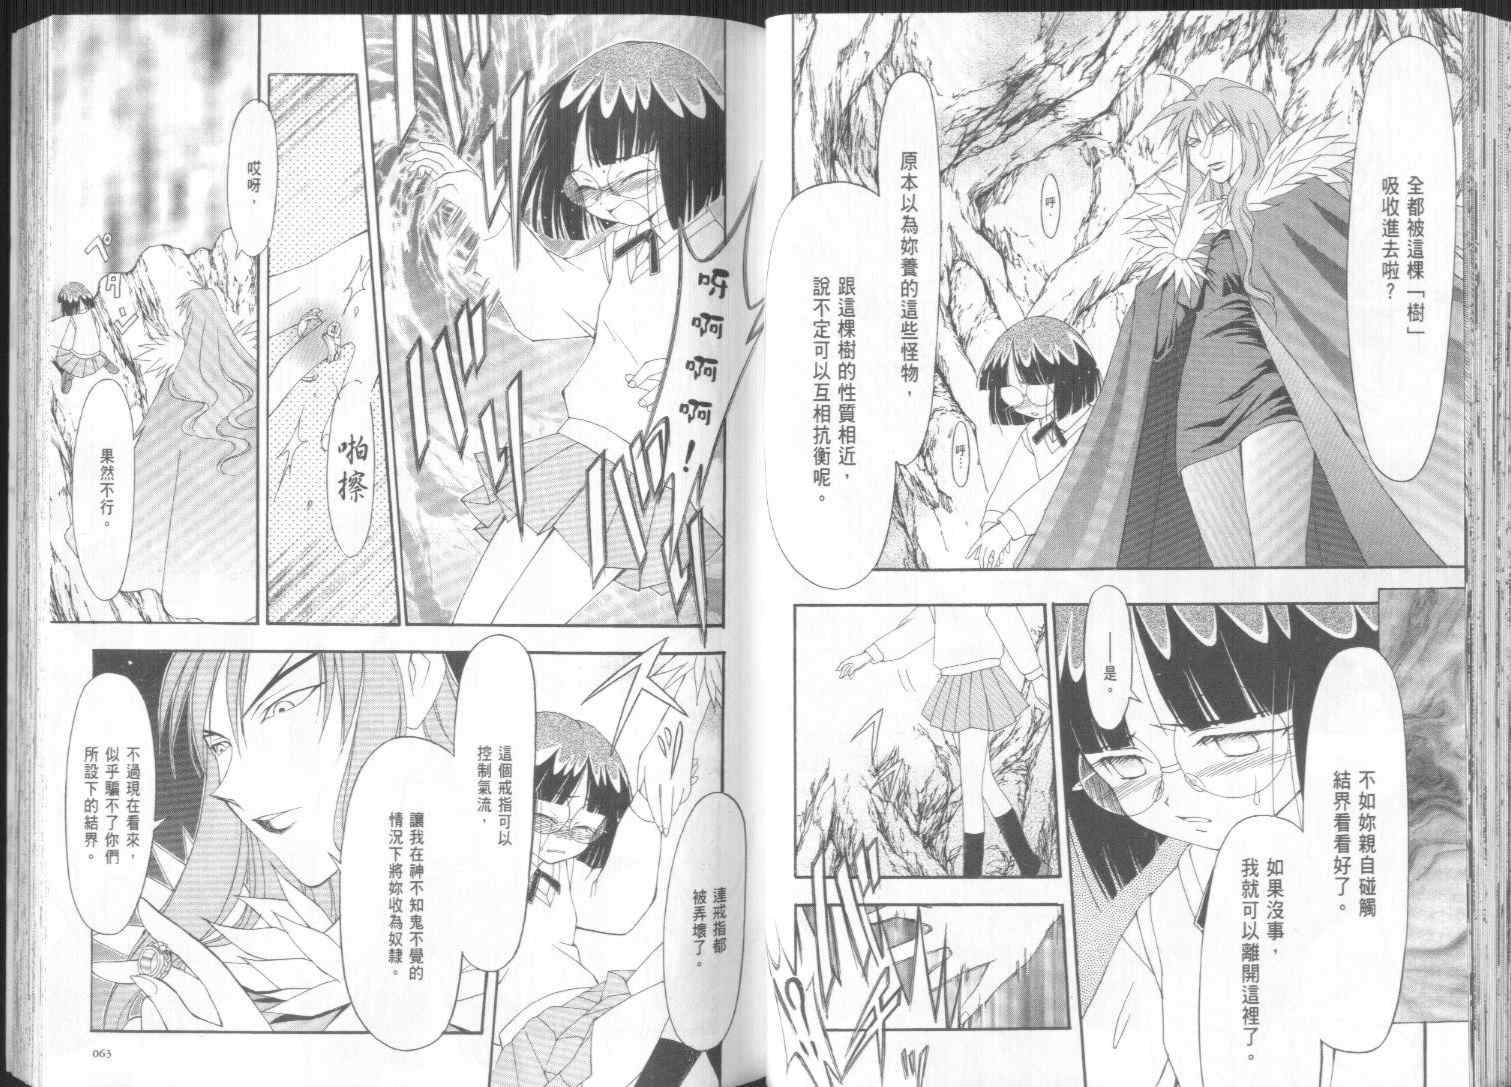 全都被這棵「樹」
吸收進去啦？
呼．
原本以為妳養的這些怪物，
跟這棵樹的性質相近，
說不定可以互相抗衡呢。
呼…
不如妳親自碰觸
結界看看好了。
如果沒事，
我就可以離開這裡了。
——是。
呀啊啊啊啊！
啪擦
哎呀，
ペタン
果然不行。
連戒指都
被弄壞了。
這個戒指可以
控制氣流，
讓我在神不知鬼不覺的
情況下將妳收為奴隸。
不過現在看來，
似乎騙不了你們
所設下的結界。
063